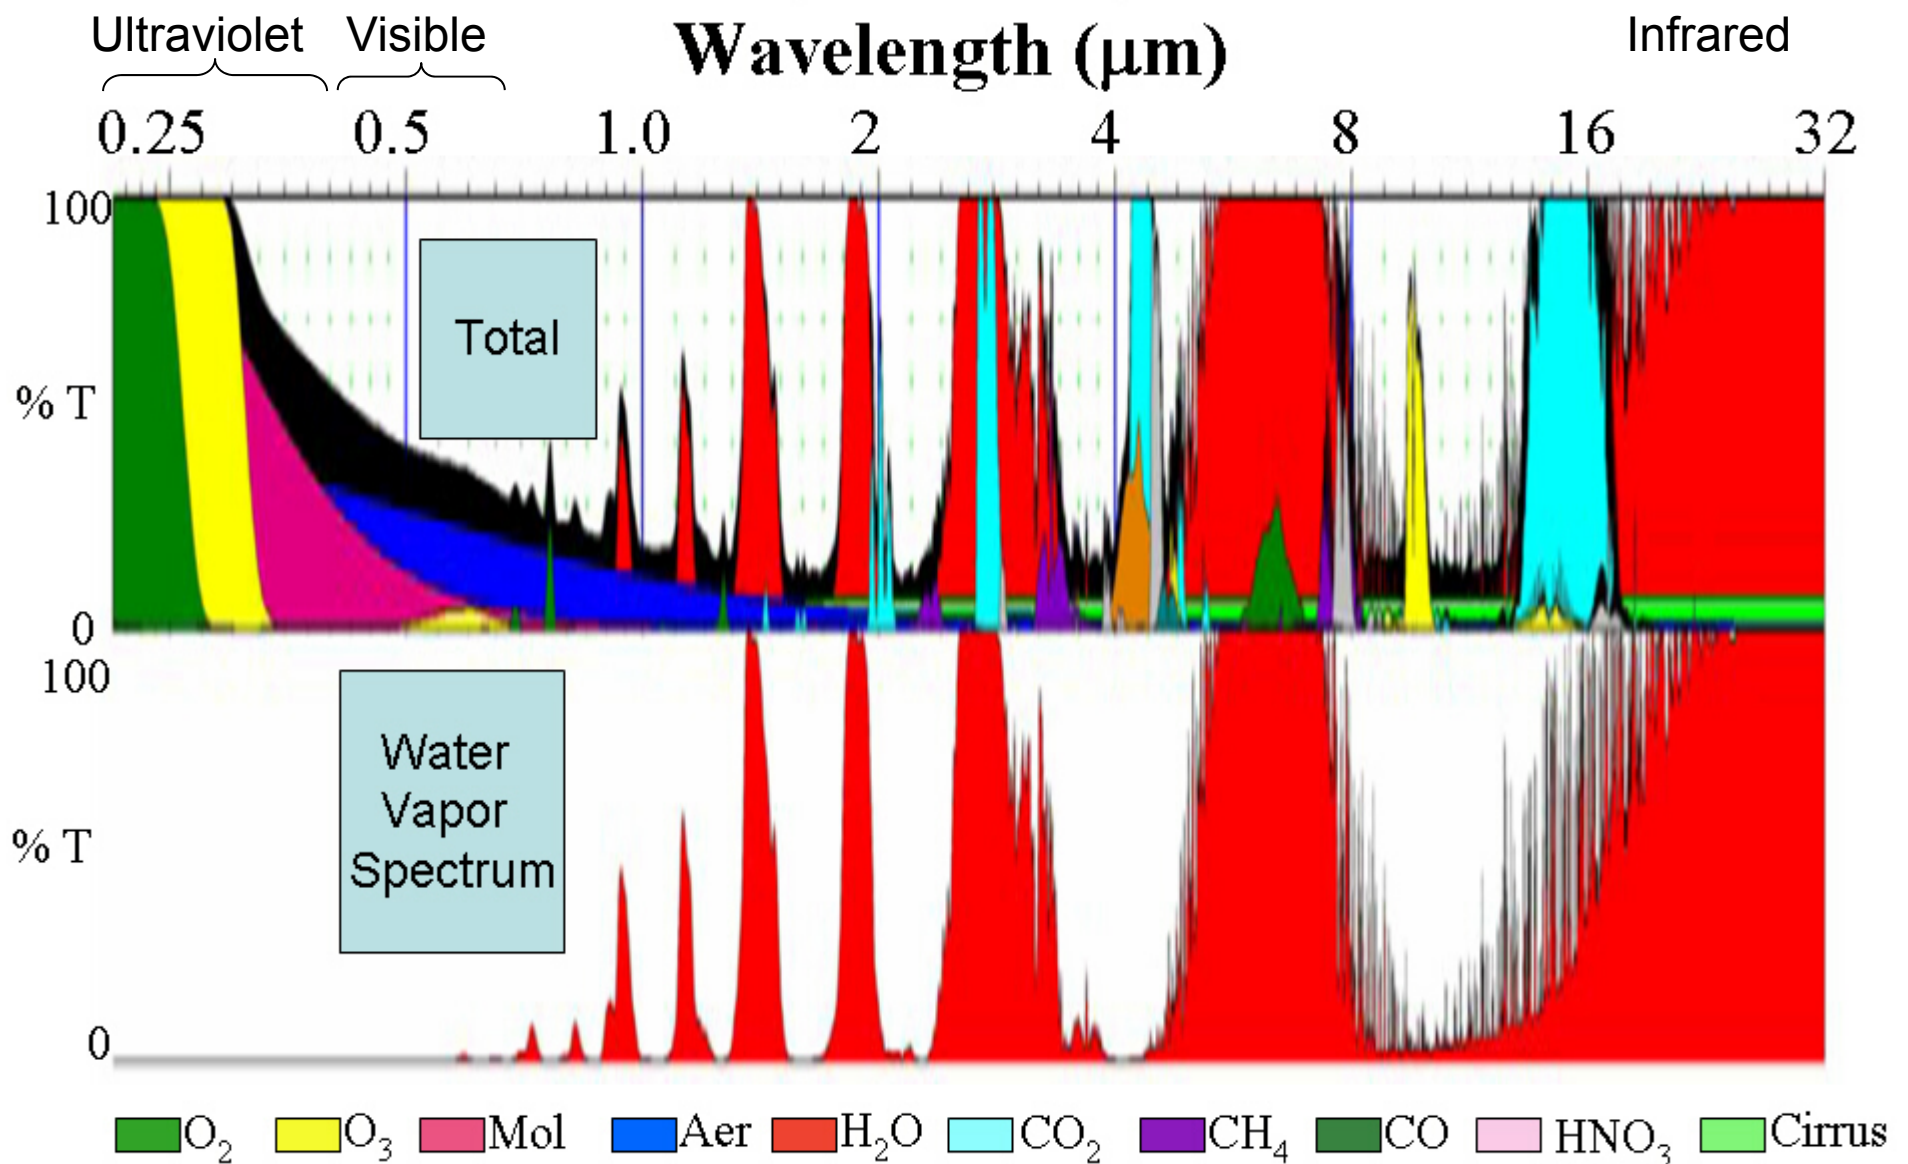 Ultraviolet Visible Wavelength (μm) Infrared
0.25 0.5 1.0 2 4 8 16 32
100
Total
% T
0
100
Water
Vapor
Spectrum
% T
0
O₂ O₃ Mol Aer H₂O CO₂ CH₄ CO HNO₃ Cirrus